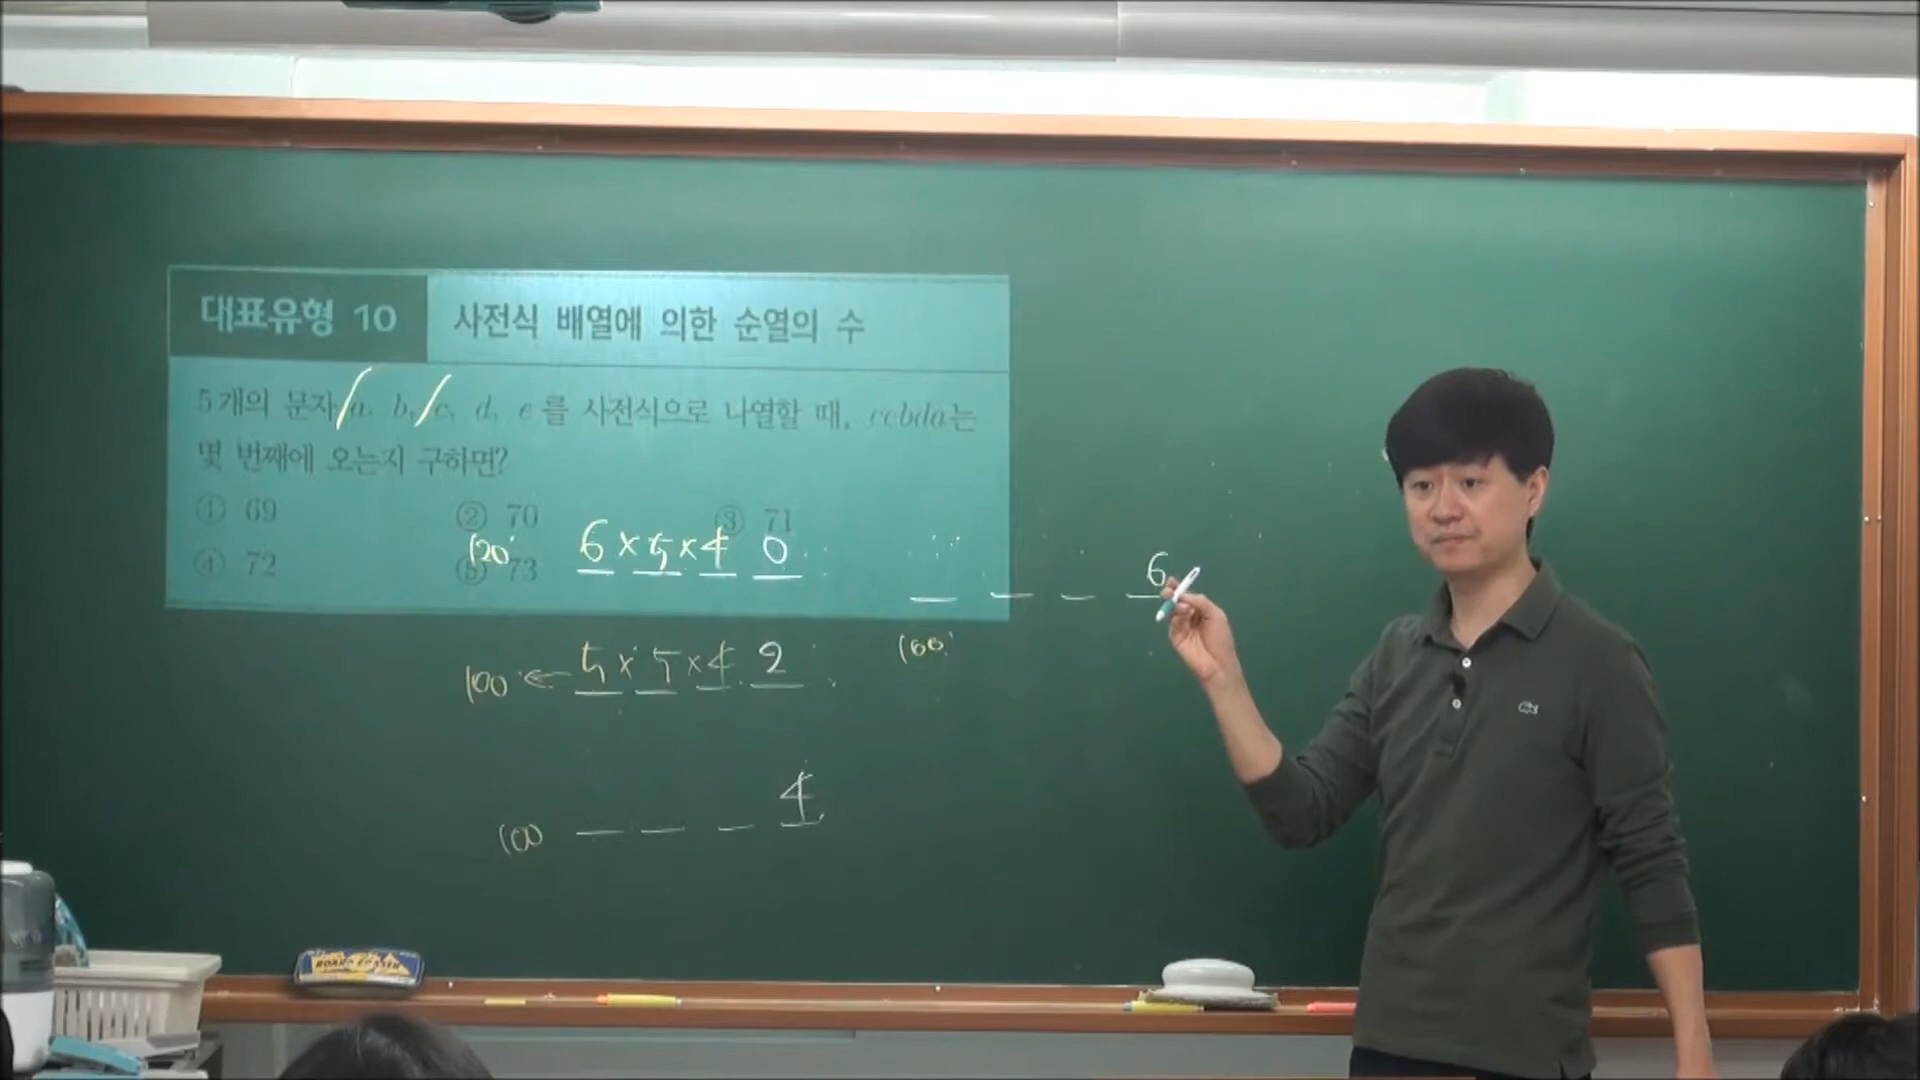 대표유형 10 사전식 배열에 의한 순열의 수
5개의 문자 a, b, c, d, e를 사전식으로 나열할 때, cebda는
몇 번째에 오는지 구하면?
① 69 ② 70 ③ 71
④ 72 ⑤ 73
120 6×5×4 0
6
100 ← 5×5×4 2
100
100 4
BOARD ERASER